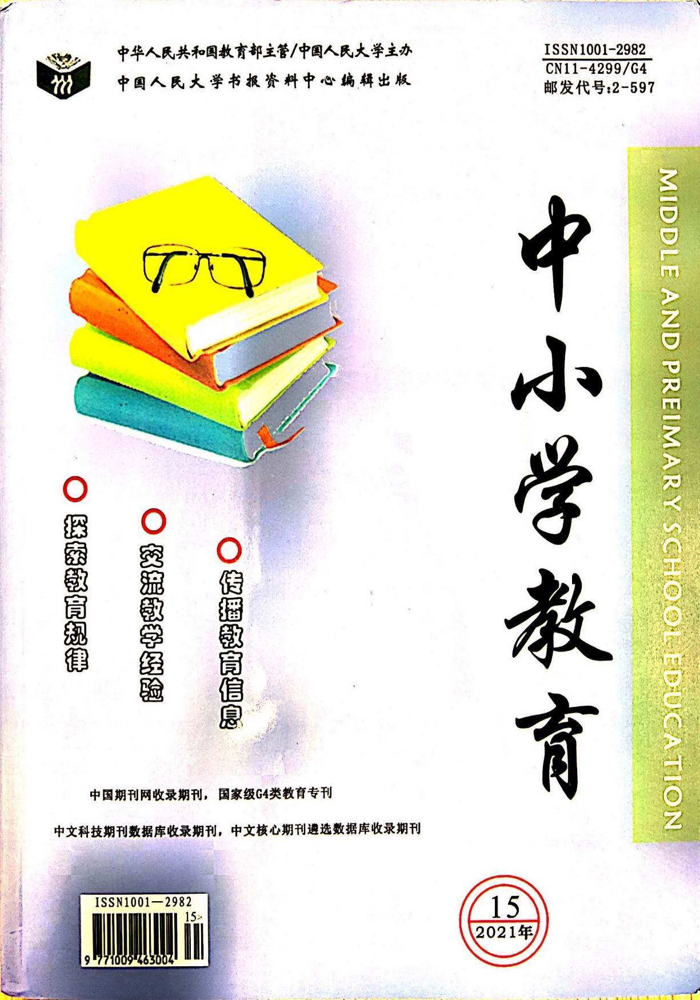 中华人民共和国教育部主管/中国人民大学主办
中国人民大学书报资料中心编辑出版
ISSN1001-2982
CN11-4299/G4
邮发代号:2-597
中小学教育
MIDDLE AND PREIMARY SCHOOL EDUCATION
探索教育规律
交流教学经验
传播教育信息
中国期刊网收录期刊，国家级G4类教育专刊
中文科技期刊数据库收录期刊，中文核心期刊遴选数据库收录期刊
ISSN1001—2982
15>
9 771009 463004
15
2021年